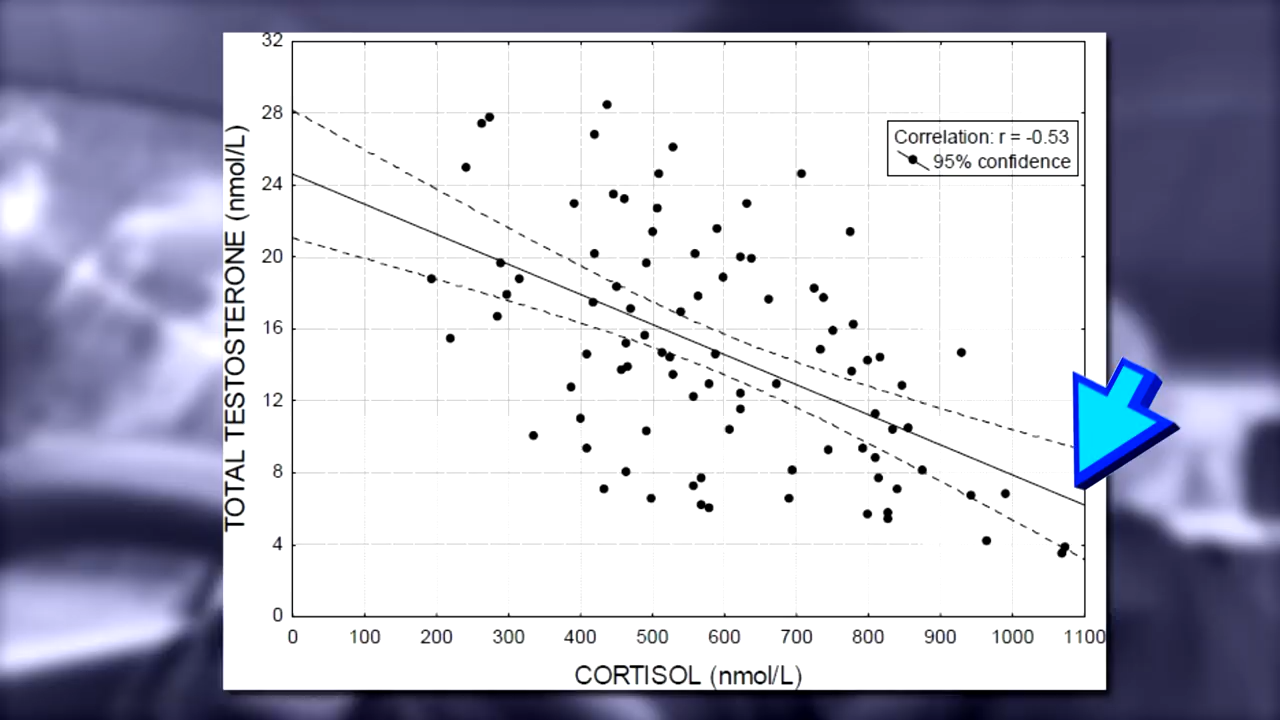 32
28
24
20
16
12
8
4
0
TOTAL TESTOSTERONE (nmol/L)
Correlation: r = -0.53
95% confidence
0 100 200 300 400 500 600 700 800 900 1000 1100
CORTISOL (nmol/L)